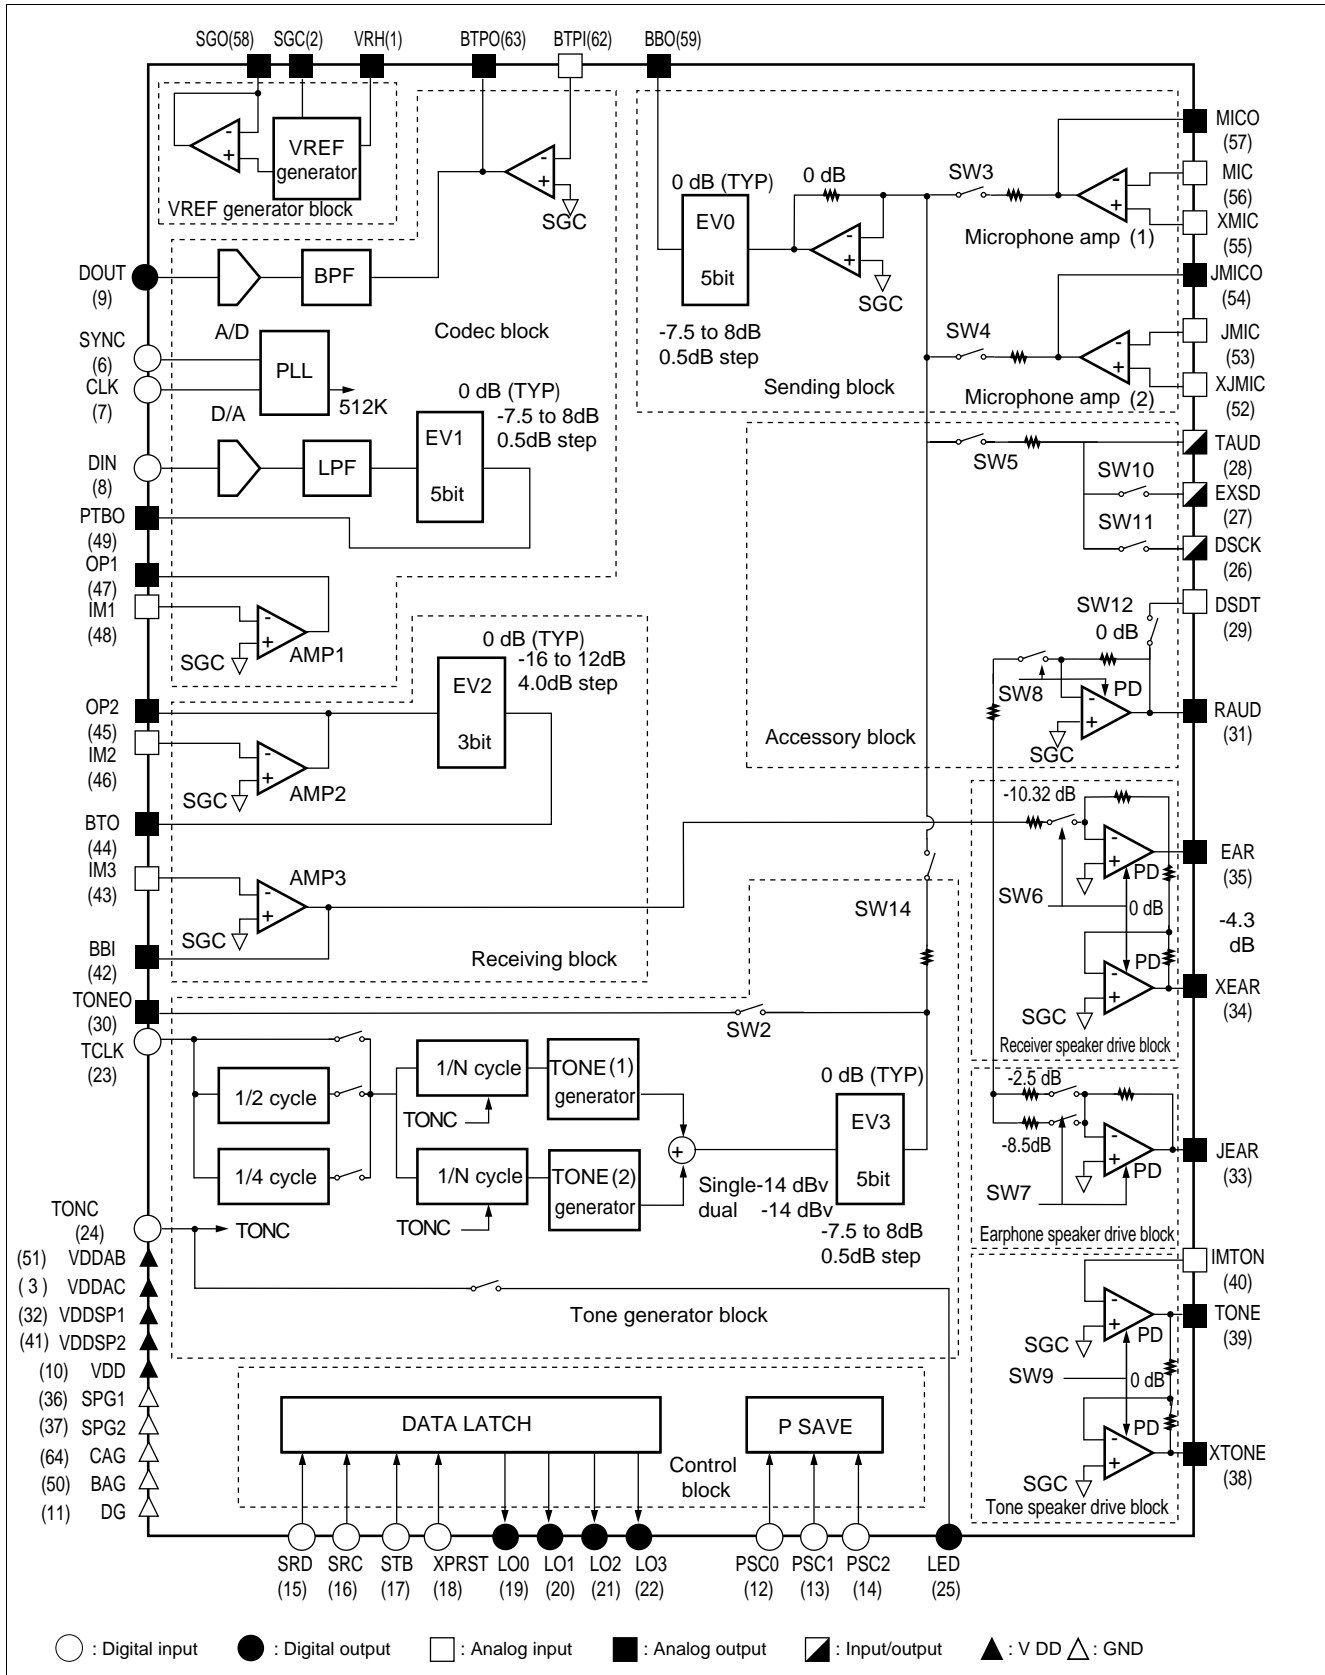 SGO(58) SGC(2) VRH(1) BTPO(63) BTPI(62) BBO(59)
VREF
generator
VREF generator block
-
+
-
+
SGC
0 dB (TYP)
EV0
5bit
-7.5 to 8dB
0.5dB step
0 dB
-
+
SGC
SW3
-
+
Microphone amp (1)
SW4
-
+
Microphone amp (2)
Sending block
MICO
(57)
MIC
(56)
XMIC
(55)
JMICO
(54)
JMIC
(53)
XJMIC
(52)
DOUT
(9)
A/D
BPF
Codec block
SYNC
(6)
CLK
(7)
PLL
512K
D/A
0 dB (TYP)
-7.5 to 8dB
0.5dB step
EV1
5bit
DIN
(8)
LPF
PTBO
(49)
OP1
(47)
IM1
(48)
-
+
SGC
AMP1
SW5
SW10
SW11
TAUD
(28)
EXSD
(27)
DSCK
(26)
SW12
0 dB
DSDT
(29)
SW8
PD
-
+
SGC
RAUD
(31)
Accessory block
0 dB (TYP)
-16 to 12dB
4.0dB step
EV2
3bit
OP2
(45)
IM2
(46)
-
+
SGC
AMP2
BTO
(44)
IM3
(43)
AMP3
-
+
SGC
BBI
(42)
Receiving block
-10.32 dB
-
+
PD
SW6
0 dB
EAR
(35)
-4.3
dB
-
+
PD
SGC
XEAR
(34)
Receiver speaker drive block
SW14
TONEO
(30)
SW2
TCLK
(23)
1/2 cycle
1/4 cycle
1/N cycle
TONC
TONE(1)
generator
1/N cycle
TONC
TONE(2)
generator
+
0 dB (TYP)
EV3
5bit
Single-14 dBv
dual -14 dBv
-7.5 to 8dB
0.5dB step
-2.5 dB
-8.5dB
-
+
PD
SW7
JEAR
(33)
Earphone speaker drive block
TONC
(24)
TONC
Tone generator block
(51) VDDAB
( 3 ) VDDAC
(32) VDDSP1
(41) VDDSP2
(10) VDD
(36) SPG1
(37) SPG2
(64) CAG
(50) BAG
(11) DG
IMTON
(40)
-
+
PD
SGC
TONE
(39)
SW9
0 dB
-
+
PD
SGC
XTONE
(38)
Tone speaker drive block
DATA LATCH
P SAVE
Control
block
SRD SRC STB XPRST LO0 LO1 LO2 LO3 PSC0 PSC1 PSC2 LED
(15) (16) (17) (18) (19) (20) (21) (22) (12) (13) (14) (25)
: Digital input : Digital output : Analog input : Analog output : Input/output : V DD : GND